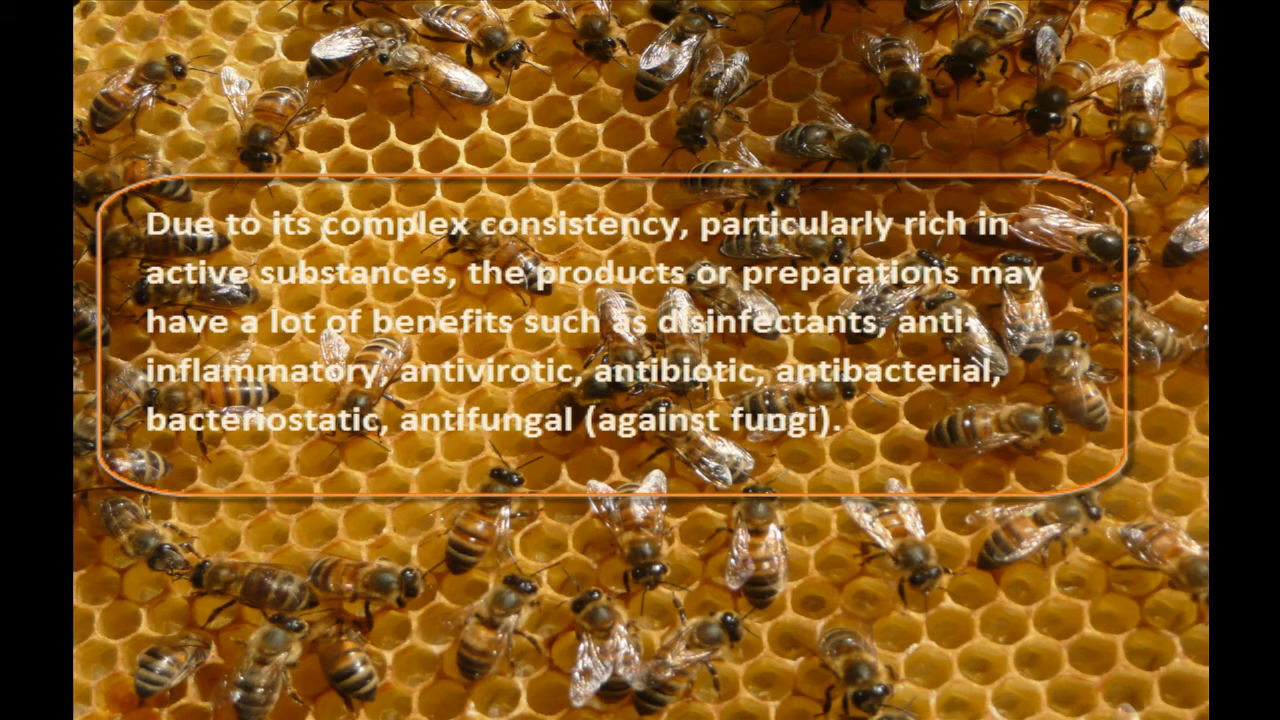 Due to its complex consistency, particularly rich in
active substances, the products or preparations may
have a lot of benefits such as disinfectants, anti-
inflammatory, antivirotic, antibiotic, antibacterial,
bacteriostatic, antifungal (against fungi).